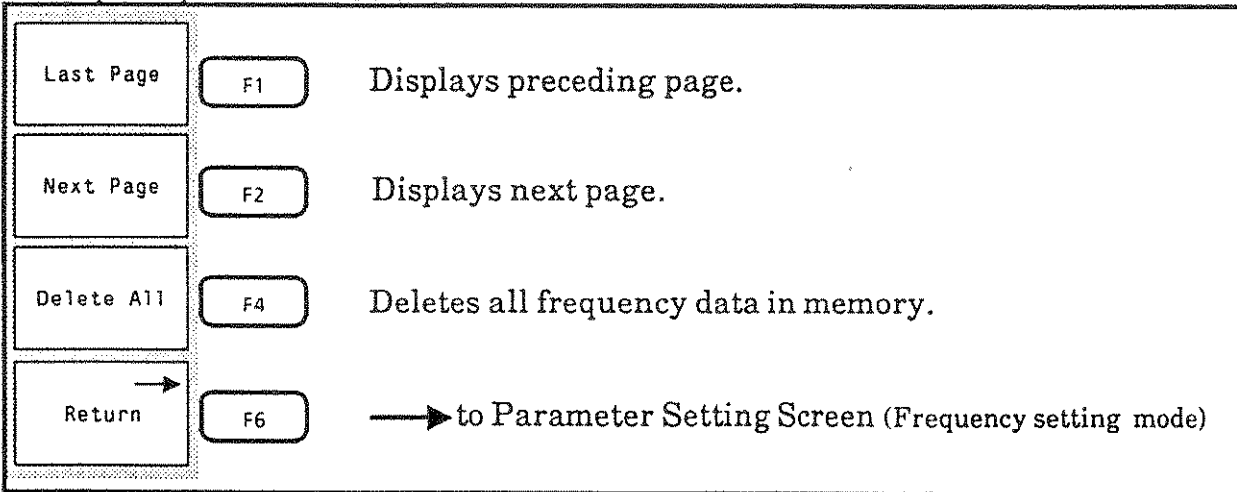 Last Page F1 Displays preceding page.
Next Page F2 Displays next page.
Delete All F4 Deletes all frequency data in memory.
Return F6 to Parameter Setting Screen (Frequency setting mode)